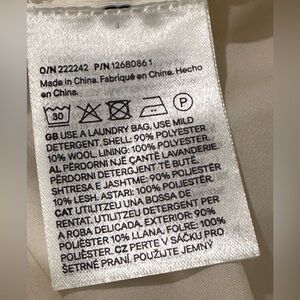 O/N 222242 P/N 1268086 1
Made in China. Fabriqué en Chine. Hecho
en China.
30 P
GB USE A LAUNDRY BAG, USE MILD
DETERGENT, SHELL: 90% POLYESTER
10% WOOL, LINING: 100% POLYESTER
AL PËRDORNI NJË ÇANTË LAVANDERIE,
PËRDORNI DETERGJENT TË BUTË.
SHTRESA E JASHTME: 90% POLIESTËR,
10% LESH. ASTARI: 100% POLIESTËR.
CAT UTILITZEU UNA BOSSA DE
RENTAT. UTILITZEU DETERGENT PER
A ROBA DELICADA, EXTERIOR: 90%
POLIÈSTER 10% LLANA, FOLRE: 100%
POLIÈSTER. CZ PERTE V SÁČKU PRO
ŠETRNÉ PRANÍ, POUŽIJTE JEMNÝ